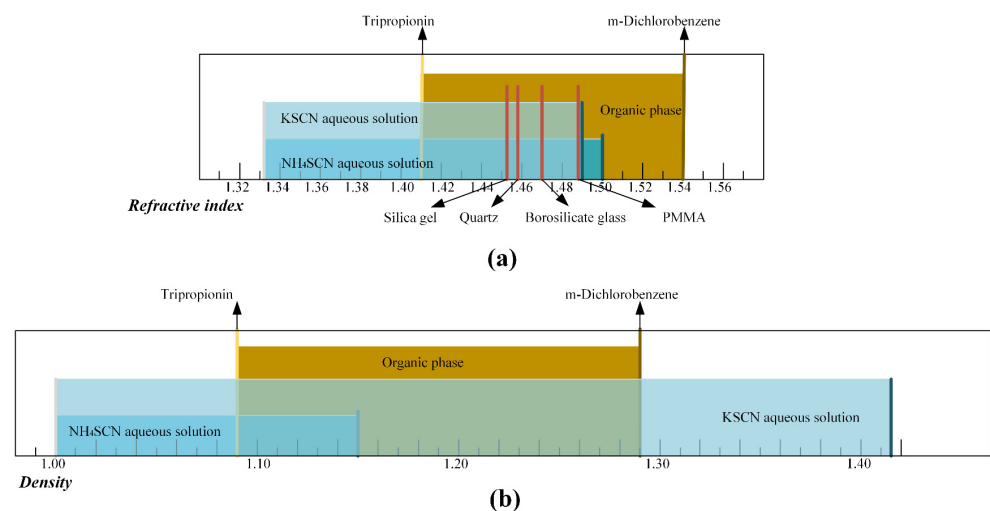 Tripropionin m-Dichlorobenzene
Organic phase
KSCN aqueous solution
NH₄SCN aqueous solution
1.32 1.34 1.36 1.38 1.40 1.42 1.44 1.46 1.48 1.50 1.52 1.54 1.56
Refractive index
Silica gel Quartz Borosilicate glass PMMA
(a)
Tripropionin m-Dichlorobenzene
Organic phase
KSCN aqueous solution
NH₄SCN aqueous solution
1.00 1.10 1.20 1.30 1.40
Density
(b)